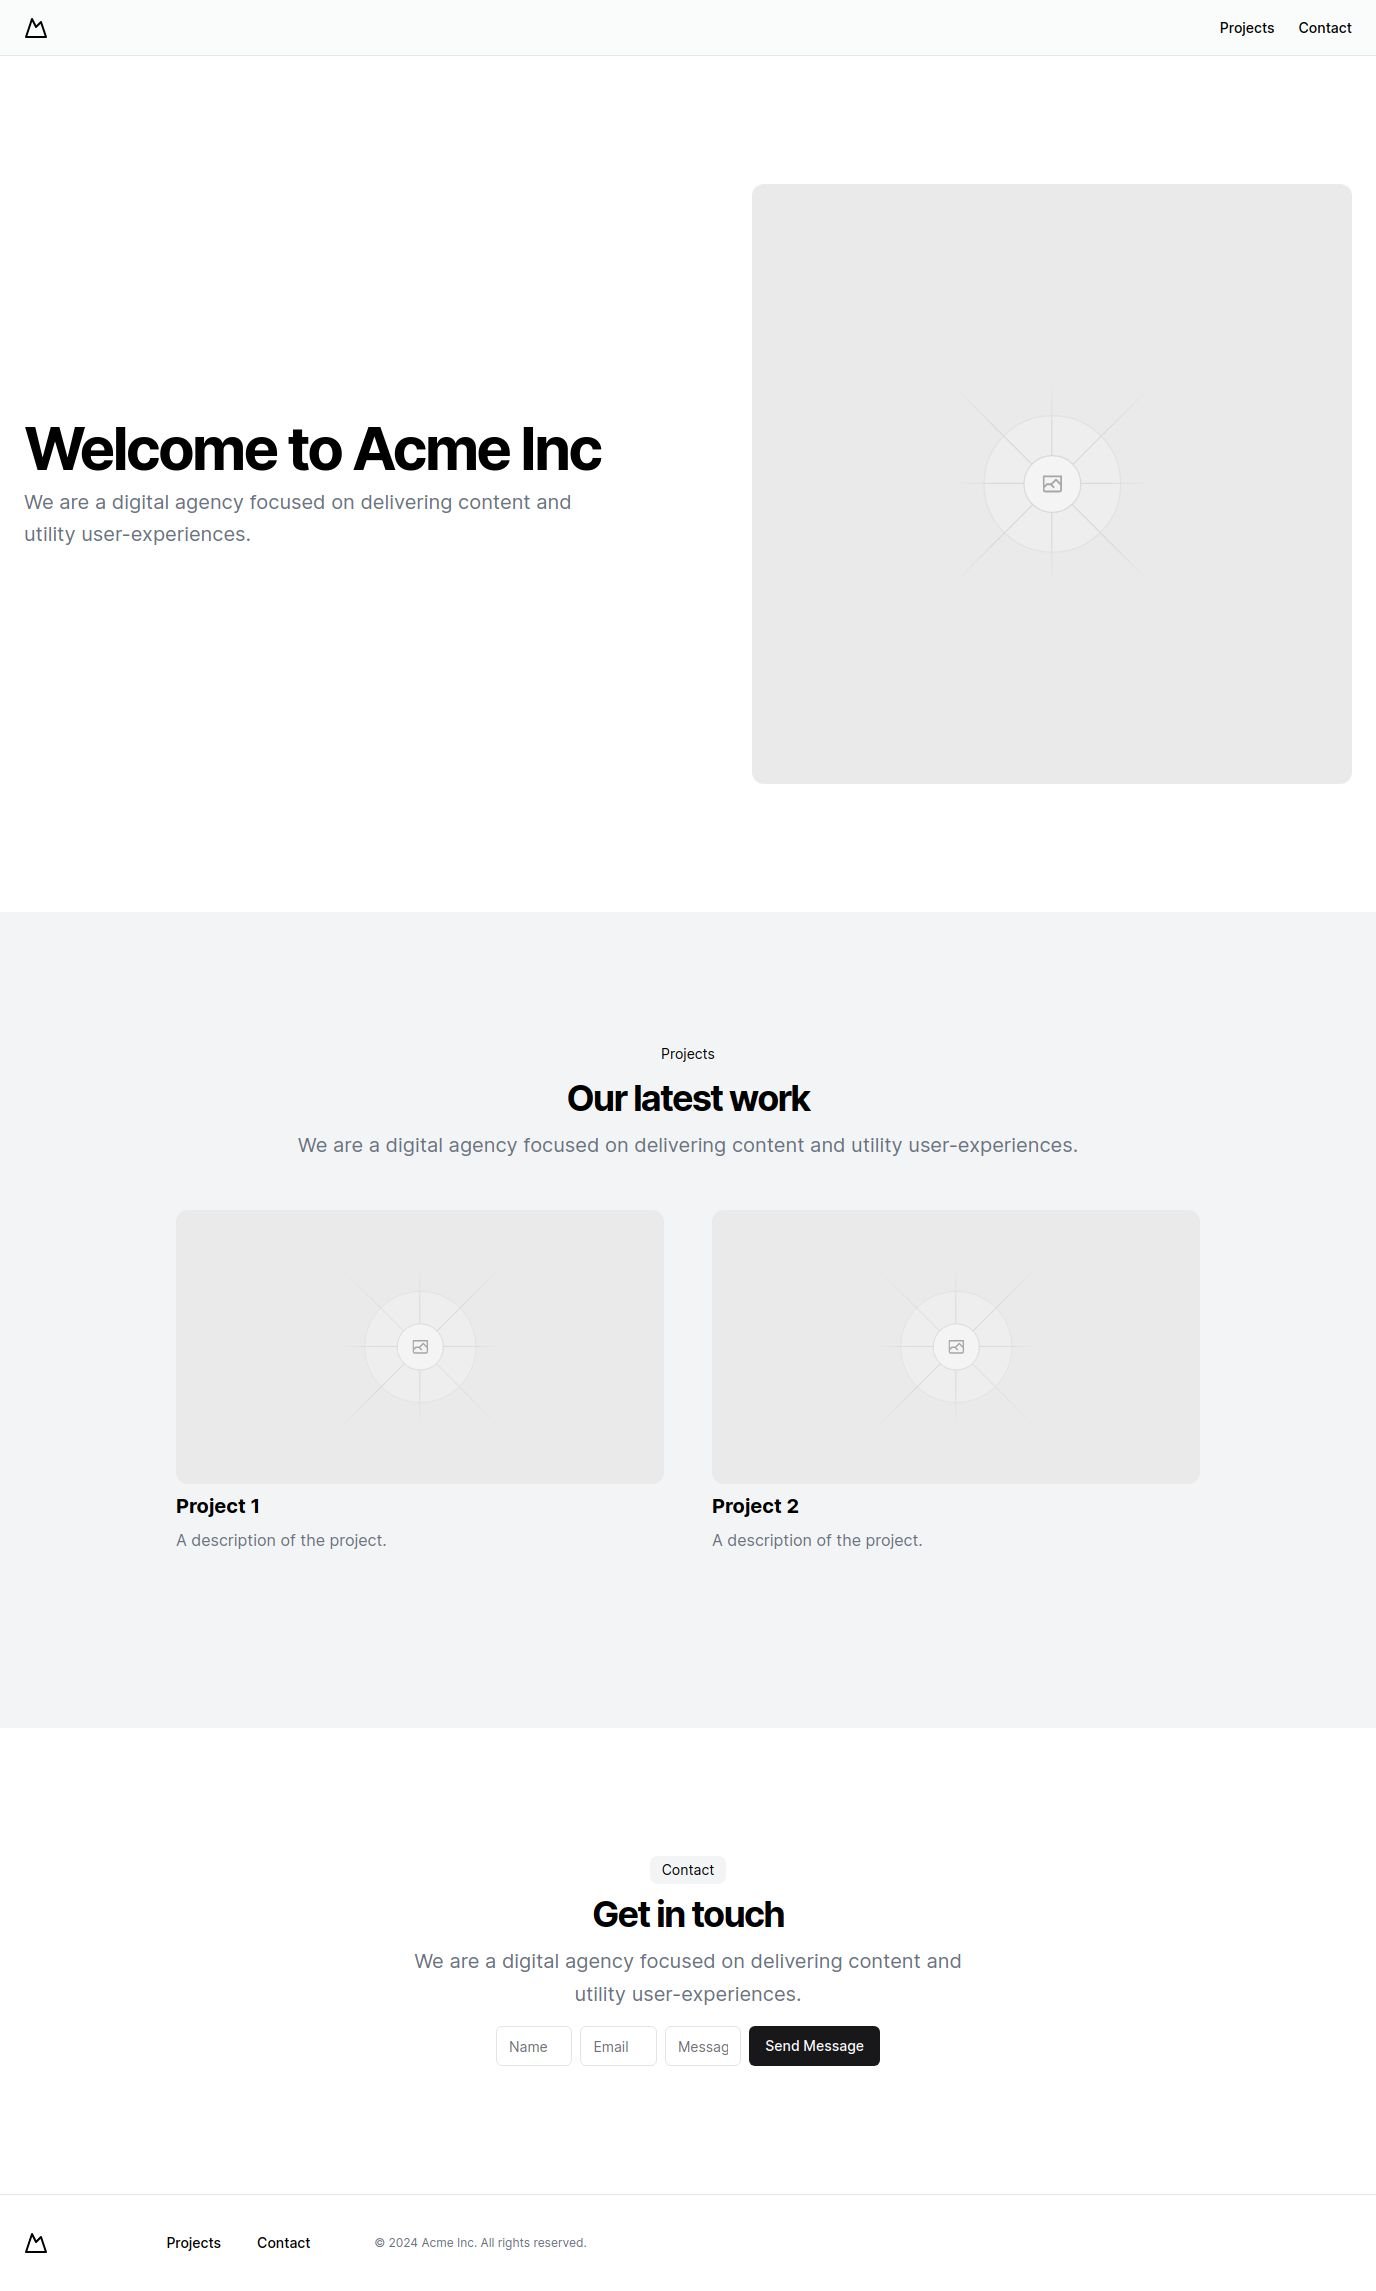 Projects Contact
Welcome to Acme Inc
We are a digital agency focused on delivering content and
utility user-experiences.
Projects
Our latest work
We are a digital agency focused on delivering content and utility user-experiences.
Project 1
A description of the project.
Project 2
A description of the project.
Contact
Get in touch
We are a digital agency focused on delivering content and
utility user-experiences.
Name Email Messag Send Message
Projects Contact © 2024 Acme Inc. All rights reserved.